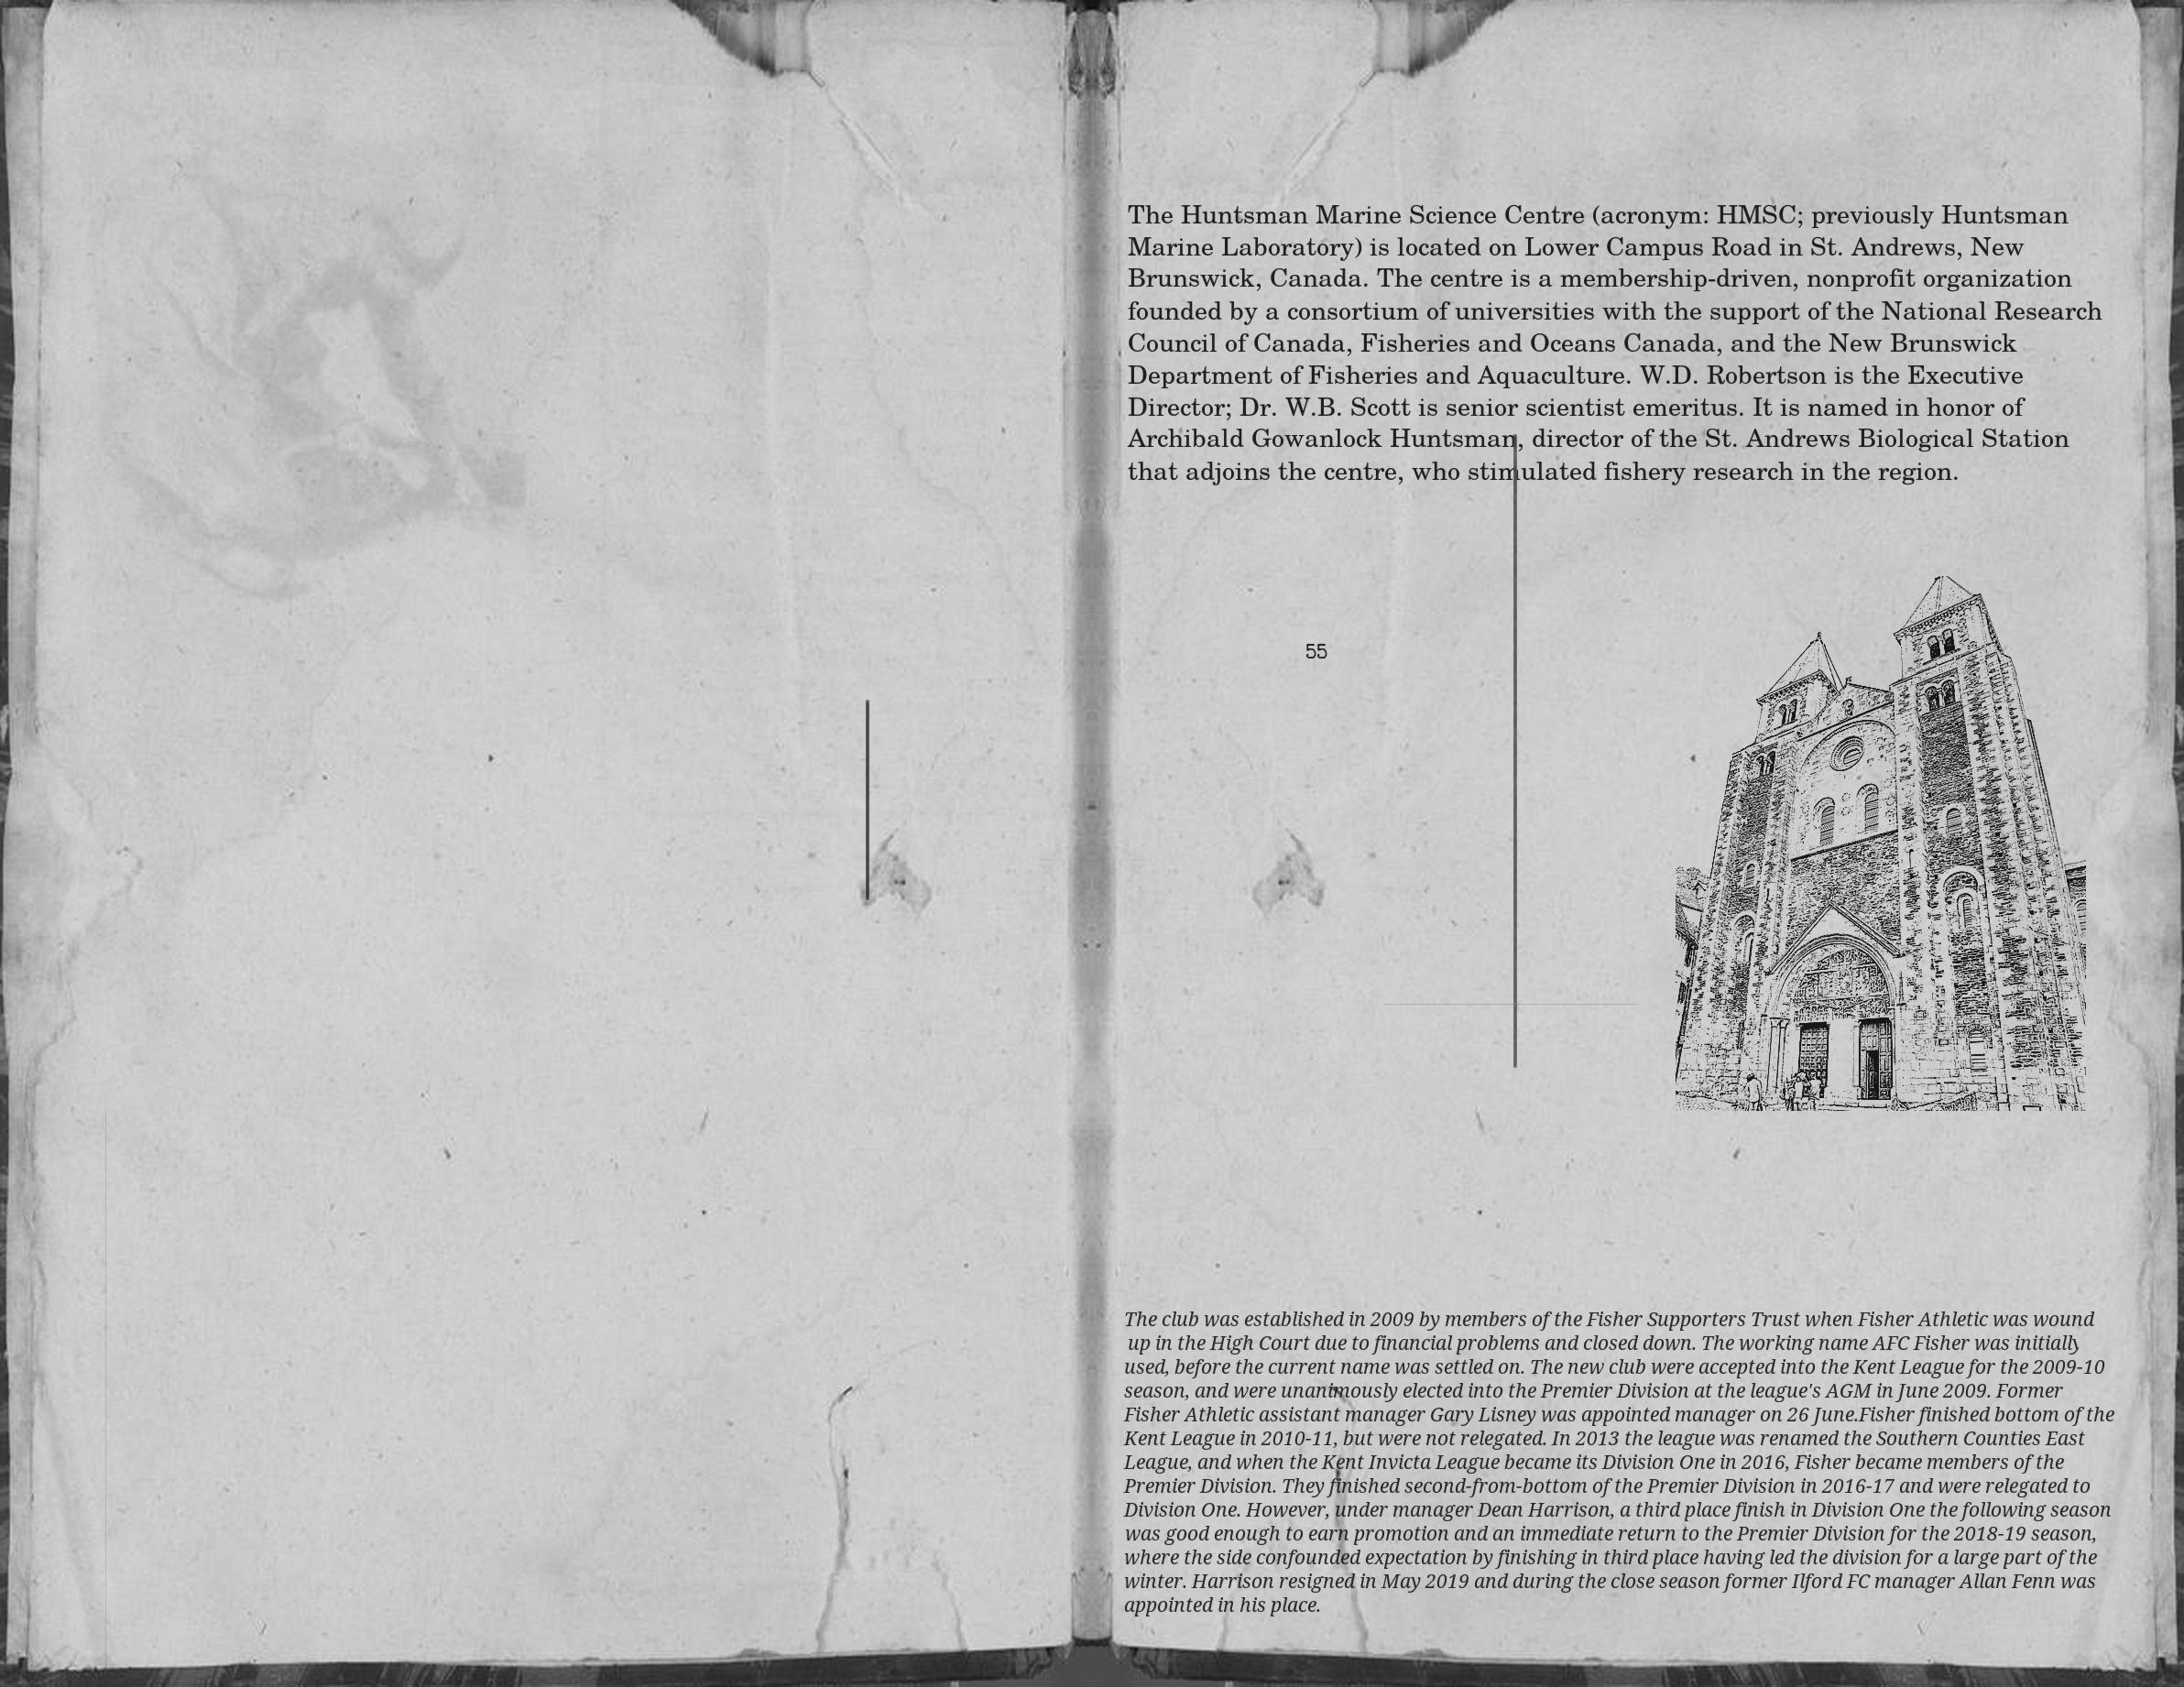 The Huntsman Marine Science Centre (acronym: HMSC; previously Huntsman
Marine Laboratory) is located on Lower Campus Road in St. Andrews, New
Brunswick, Canada. The centre is a membership-driven, nonprofit organization
founded by a consortium of universities with the support of the National Research
Council of Canada, Fisheries and Oceans Canada, and the New Brunswick
Department of Fisheries and Aquaculture. W.D. Robertson is the Executive
Director; Dr. W.B. Scott is senior scientist emeritus. It is named in honor of
Archibald Gowanlock Huntsman, director of the St. Andrews Biological Station
that adjoins the centre, who stimulated fishery research in the region.
55
The club was established in 2009 by members of the Fisher Supporters Trust when Fisher Athletic was wound
up in the High Court due to financial problems and closed down. The working name AFC Fisher was initially
used, before the current name was settled on. The new club were accepted into the Kent League for the 2009-10
season, and were unanimously elected into the Premier Division at the league's AGM in June 2009. Former
Fisher Athletic assistant manager Gary Lisney was appointed manager on 26 June.Fisher finished bottom of the
Kent League in 2010-11, but were not relegated. In 2013 the league was renamed the Southern Counties East
League, and when the Kent Invicta League became its Division One in 2016, Fisher became members of the
Premier Division. They finished second-from-bottom of the Premier Division in 2016-17 and were relegated to
Division One. However, under manager Dean Harrison, a third place finish in Division One the following season
was good enough to earn promotion and an immediate return to the Premier Division for the 2018-19 season,
where the side confounded expectation by finishing in third place having led the division for a large part of the
winter. Harrison resigned in May 2019 and during the close season former Ilford FC manager Allan Fenn was
appointed in his place.